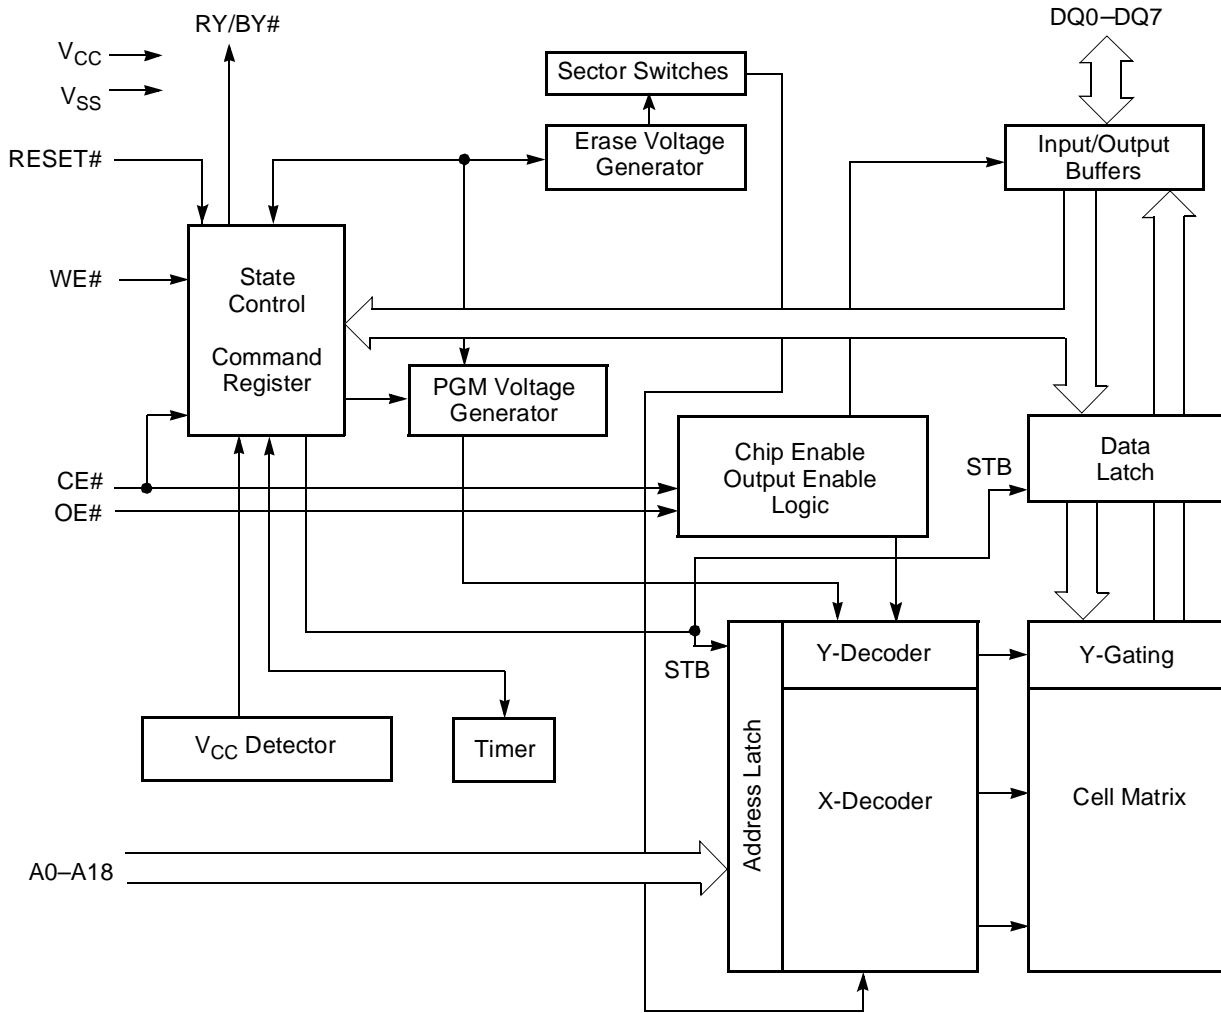 RY/BY#
DQ0–DQ7
VCC
VSS
Sector Switches
Erase Voltage
Generator
Input/Output
Buffers
RESET#
WE#
State
Control
Command
Register
PGM Voltage
Generator
Chip Enable
Output Enable
Logic
STB
Data
Latch
CE#
OE#
STB
Y-Decoder
Y-Gating
VCC Detector
Timer
Address Latch
X-Decoder
Cell Matrix
A0–A18